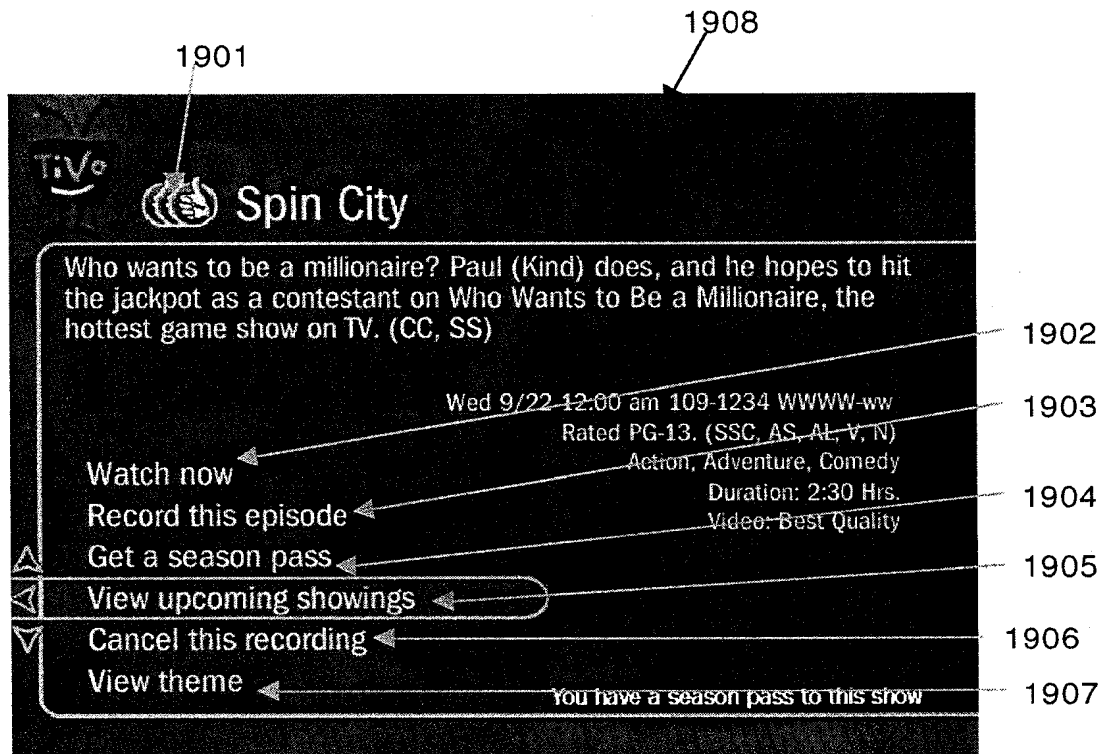 1908
1901
TiVo
Spin City
Who wants to be a millionaire? Paul (Kind) does, and he hopes to hit
the jackpot as a contestant on Who Wants to Be a Millionaire, the
hottest game show on TV. (CC, SS)
1902
Wed 9/22 12:00 am 109-1234 WWWW-ww
1903
Rated PG-13. (SSC, AS, AL, V, N)
Action, Adventure, Comedy
Watch now
Duration: 2:30 Hrs.
1904
Record this episode
Video: Best Quality
Get a season pass
1905
View upcoming showings
Cancel this recording
1906
View theme
You have a season pass to this show
1907